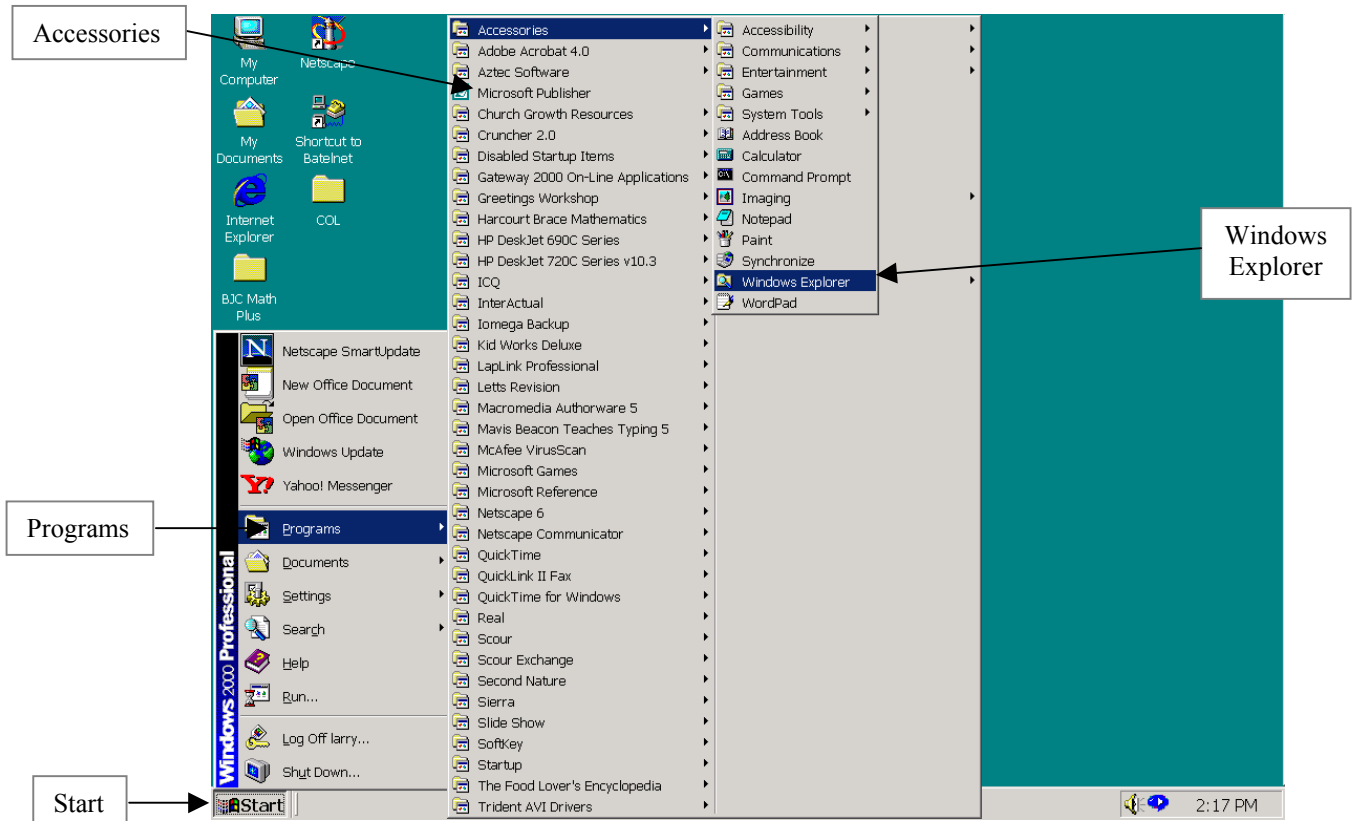 Accessories
My
Computer
Netscape
My
Documents
Shortcut to
Batelnet
Internet
Explorer
COL
BJC Math
Plus
Netscape SmartUpdate
New Office Document
Open Office Document
Windows Update
Yahoo! Messenger
Programs
Programs
Documents
Settings
Search
Help
Run...
Log Off larry...
Shut Down...
Windows 2000 Professional
Start
Start
Accessories
Adobe Acrobat 4.0
Aztec Software
Microsoft Publisher
Church Growth Resources
Cruncher 2.0
Disabled Startup Items
Gateway 2000 On-Line Applications
Greetings Workshop
Harcourt Brace Mathematics
HP DeskJet 690C Series
HP DeskJet 720C Series v10.3
ICQ
InterActual
Iomega Backup
Kid Works Deluxe
LapLink Professional
Letts Revision
Macromedia Authorware 5
Mavis Beacon Teaches Typing 5
McAfee VirusScan
Microsoft Games
Microsoft Reference
Netscape 6
Netscape Communicator
QuickTime
QuickLink II Fax
QuickTime for Windows
Real
Scour
Scour Exchange
Second Nature
Sierra
Slide Show
SoftKey
Startup
The Food Lover's Encyclopedia
Trident AVI Drivers
Accessibility
Communications
Entertainment
Games
System Tools
Address Book
Calculator
Command Prompt
Imaging
Notepad
Paint
Synchronize
Windows Explorer
WordPad
Windows
Explorer
2:17 PM